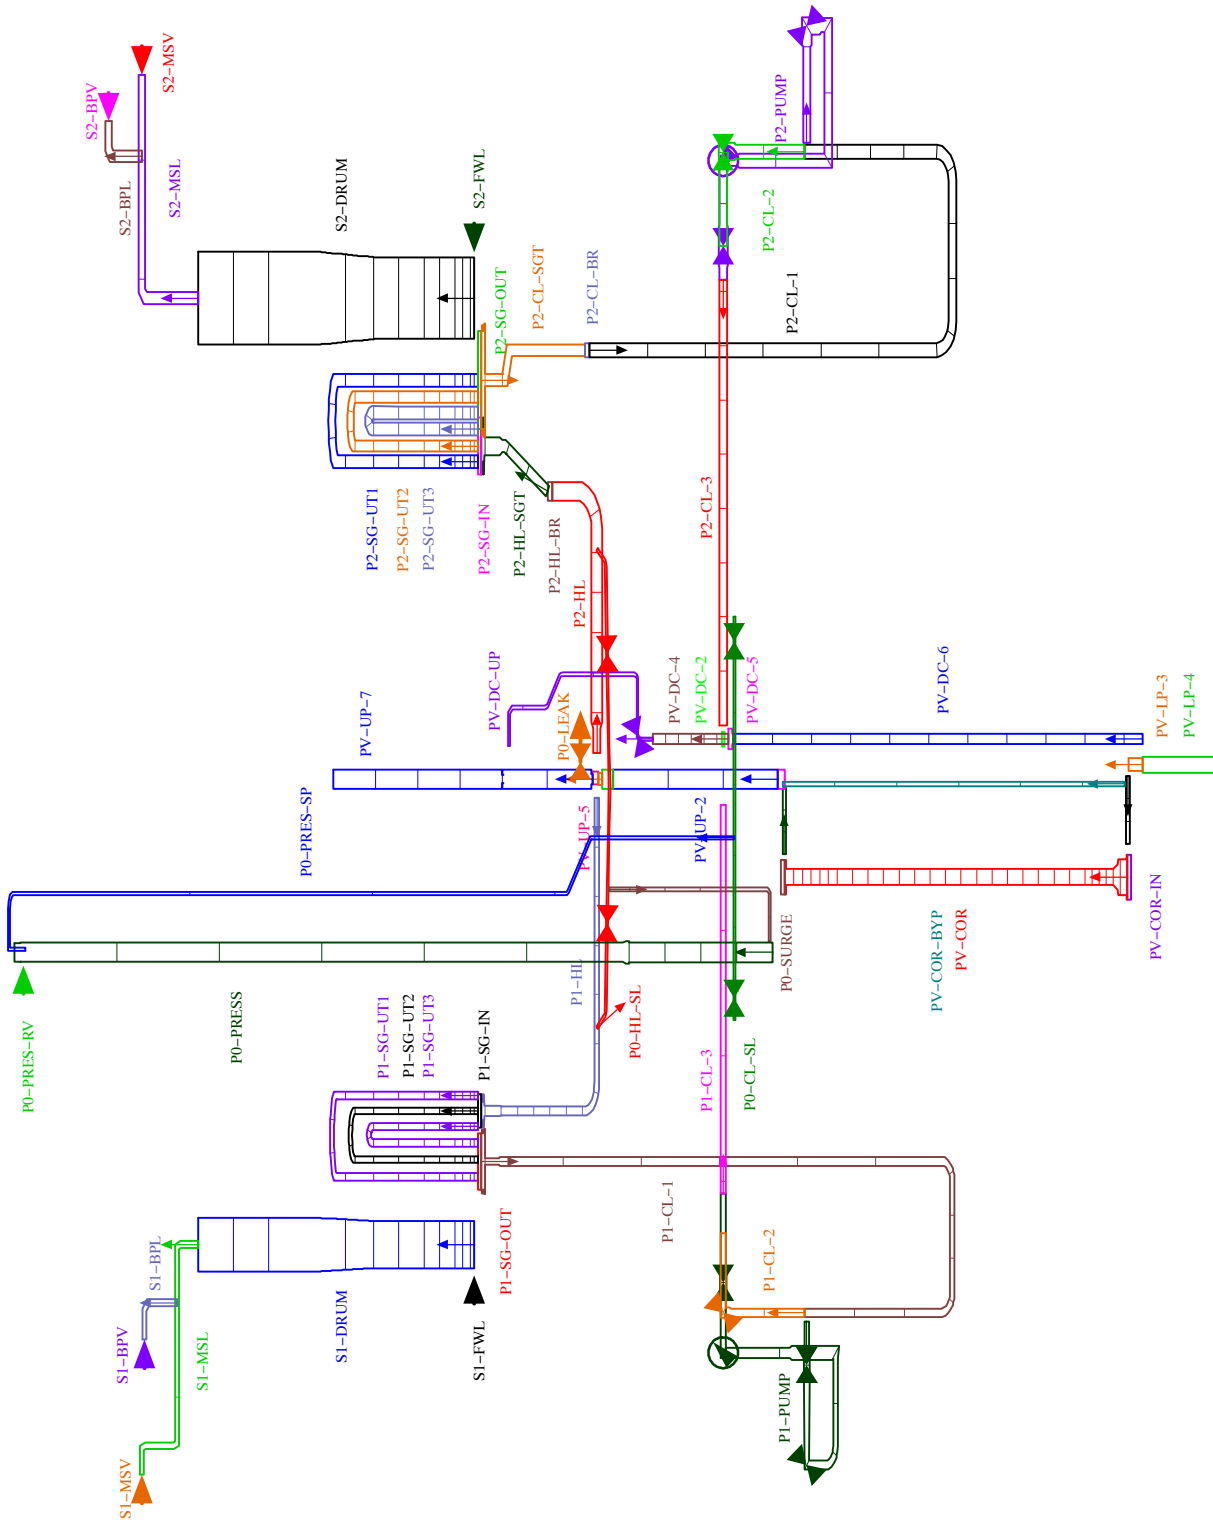 S2−MSV
S2−BPV
S2−BPL
S2−MSL
S2−DRUM
S2−FWL
P2−SG−OUT
P2−CL−SGT
P2−CL−BR
P2−PUMP
P2−CL−2
P2−CL−1
P2−SG−UT1
P2−SG−UT2
P2−SG−UT3
P2−SG−IN
P2−HL−SGT
P2−HL−BR
P2−HL
P2−CL−3
PV−UP−7
PV−DC−UP
P0−LEAK
PV−DC−4
PV−DC−2
PV−DC−5
PV−DC−6
PV−LP−3
PV−LP−4
P0−PRES−SP
PV−UP−5
PV−UP−2
P0−PRES−RV
P0−PRESS
P1−HL
P0−HL−SL
P0−SURGE
PV−COR−BYP
PV−COR
PV−COR−IN
P1−SG−UT1
P1−SG−UT2
P1−SG−UT3
P1−SG−IN
P1−CL−3
P0−CL−SL
P1−CL−1
P1−CL−2
P1−SG−OUT
S1−BPL
S1−BPV
S1−MSL
S1−DRUM
S1−FWL
P1−PUMP
S1−MSV